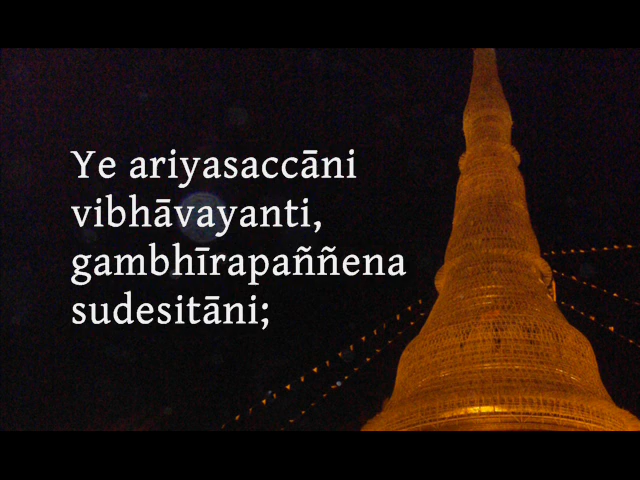 Ye ariyasaccāni
vibhāvayanti,
gambhīrapaññena
sudesitāni;